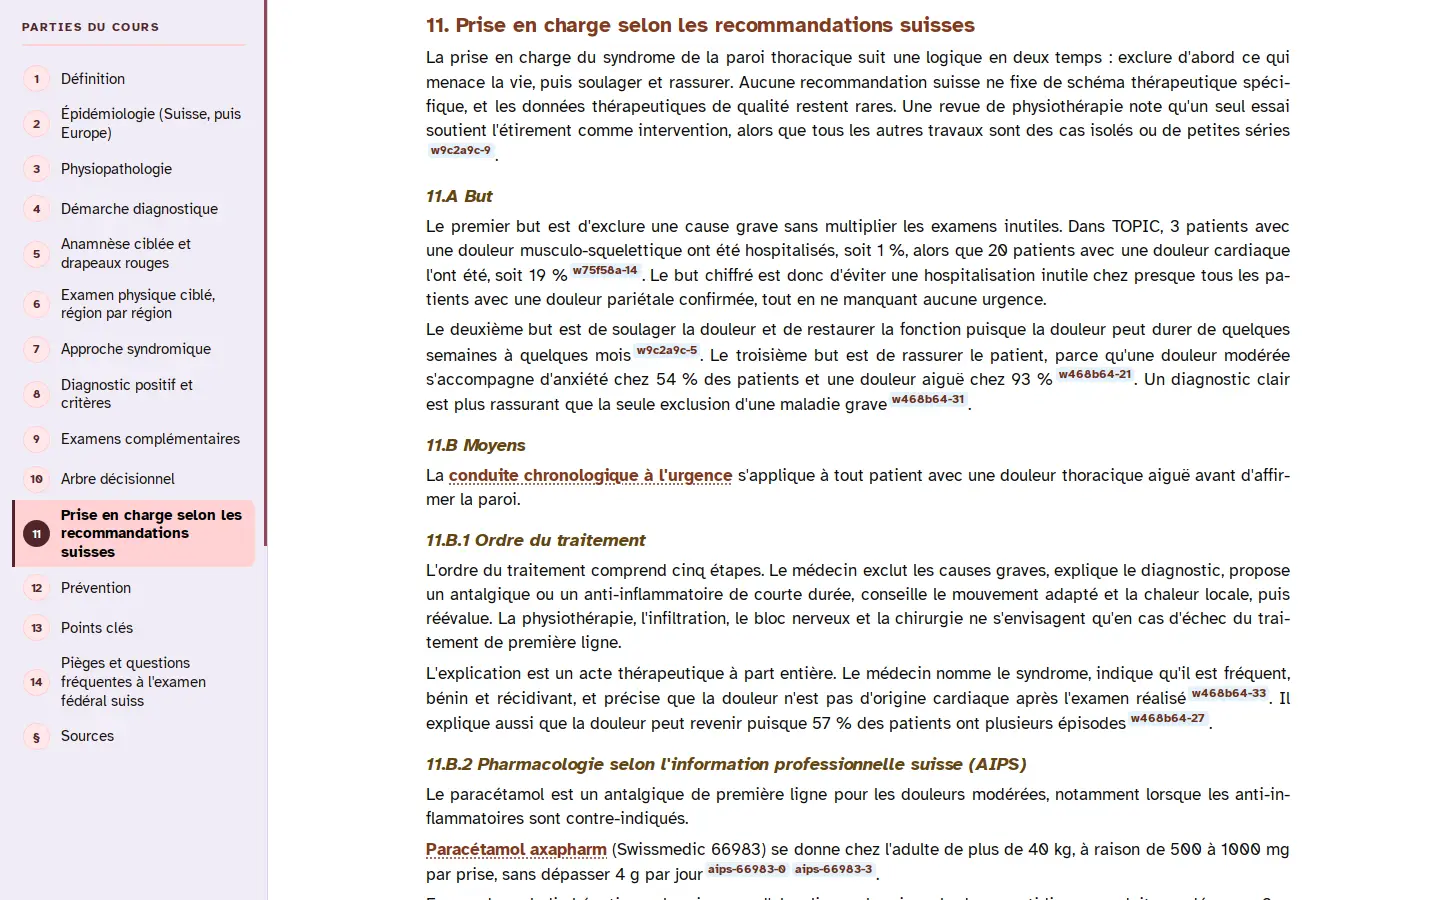 PARTIES DU COURS
1 Définition
2 Épidémiologie (Suisse, puis
Europe)
3 Physiopathologie
4 Démarche diagnostique
5 Anamnèse ciblée et
drapeaux rouges
6 Examen physique ciblé,
région par région
7 Approche syndromique
8 Diagnostic positif et
critères
9 Examens complémentaires
10 Arbre décisionnel
11 Prise en charge selon les
recommandations
suisses
12 Prévention
13 Points clés
14 Pièges et questions
fréquentes à l'examen
fédéral suiss
§ Sources
11. Prise en charge selon les recommandations suisses
La prise en charge du syndrome de la paroi thoracique suit une logique en deux temps : exclure d'abord ce qui
menace la vie, puis soulager et rassurer. Aucune recommandation suisse ne fixe de schéma thérapeutique spéci-
fique, et les données thérapeutiques de qualité restent rares. Une revue de physiothérapie note qu'un seul essai
soutient l'étirement comme intervention, alors que tous les autres travaux sont des cas isolés ou de petites séries
w9c2a9c-9 .
11.A But
Le premier but est d'exclure une cause grave sans multiplier les examens inutiles. Dans TOPIC, 3 patients avec
une douleur musculo-squelettique ont été hospitalisés, soit 1 %, alors que 20 patients avec une douleur cardiaque
l'ont été, soit 19 % w75f58a-14 . Le but chiffré est donc d'éviter une hospitalisation inutile chez presque tous les pa-
tients avec une douleur pariétale confirmée, tout en ne manquant aucune urgence.
Le deuxième but est de soulager la douleur et de restaurer la fonction puisque la douleur peut durer de quelques
semaines à quelques mois w9c2a9c-5 . Le troisième but est de rassurer le patient, parce qu'une douleur modérée
s'accompagne d'anxiété chez 54 % des patients et une douleur aiguë chez 93 % w468b64-21 . Un diagnostic clair
est plus rassurant que la seule exclusion d'une maladie grave w468b64-31 .
11.B Moyens
La conduite chronologique à l'urgence s'applique à tout patient avec une douleur thoracique aiguë avant d'affir-
mer la paroi.
11.B.1 Ordre du traitement
L'ordre du traitement comprend cinq étapes. Le médecin exclut les causes graves, explique le diagnostic, propose
un antalgique ou un anti-inflammatoire de courte durée, conseille le mouvement adapté et la chaleur locale, puis
réévalue. La physiothérapie, l'infiltration, le bloc nerveux et la chirurgie ne s'envisagent qu'en cas d'échec du trai-
tement de première ligne.
L'explication est un acte thérapeutique à part entière. Le médecin nomme le syndrome, indique qu'il est fréquent,
bénin et récidivant, et précise que la douleur n'est pas d'origine cardiaque après l'examen réalisé w468b64-33 . Il
explique aussi que la douleur peut revenir puisque 57 % des patients ont plusieurs épisodes w468b64-27 .
11.B.2 Pharmacologie selon l'information professionnelle suisse (AIPS)
Le paracétamol est un antalgique de première ligne pour les douleurs modérées, notamment lorsque les anti-in-
flammatoires sont contre-indiqués.
Paracétamol axapharm (Swissmedic 66983) se donne chez l'adulte de plus de 40 kg, à raison de 500 à 1000 mg
par prise, sans dépasser 4 g par jour aips-66983-0 aips-66983-3 .